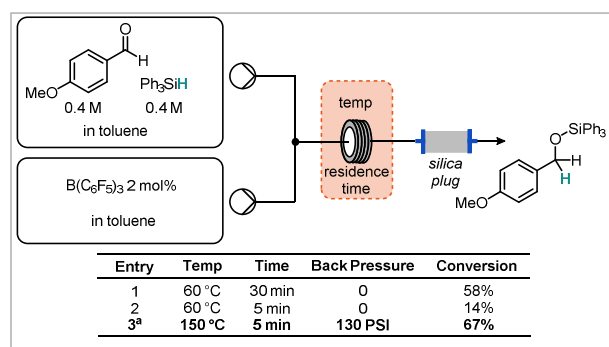 O
H
MeO
Ph₃SiH
0.4 M 0.4 M
in toluene
B(C₆F₅)₃ 2 mol%
in toluene
temp
residence
time
silica
plug
SiPh₃
O
H
H
MeO
Entry Temp Time Back Pressure Conversion
1 60 °C 30 min 0 58%
2 60 °C 5 min 0 14%
3ᵃ 150 °C 5 min 130 PSI 67%